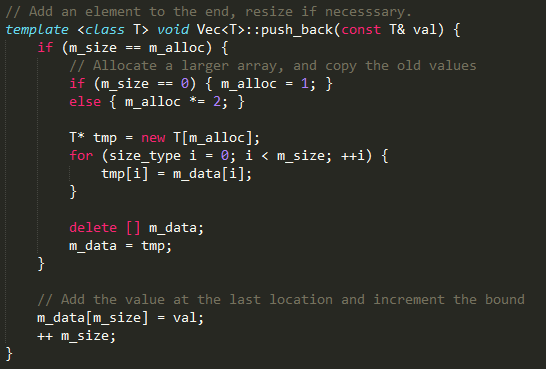 // Add an element to the end, resize if necesssary.
template <class T> void Vec<T>::push_back(const T& val) {
    if (m_size == m_alloc) {
        // Allocate a larger array, and copy the old values
        if (m_size == 0) { m_alloc = 1; }
        else { m_alloc *= 2; }

        T* tmp = new T[m_alloc];
        for (size_type i = 0; i < m_size; ++i) {
            tmp[i] = m_data[i];
        }

        delete [] m_data;
        m_data = tmp;
    }

    // Add the value at the last location and increment the bound
    m_data[m_size] = val;
    ++ m_size;
}